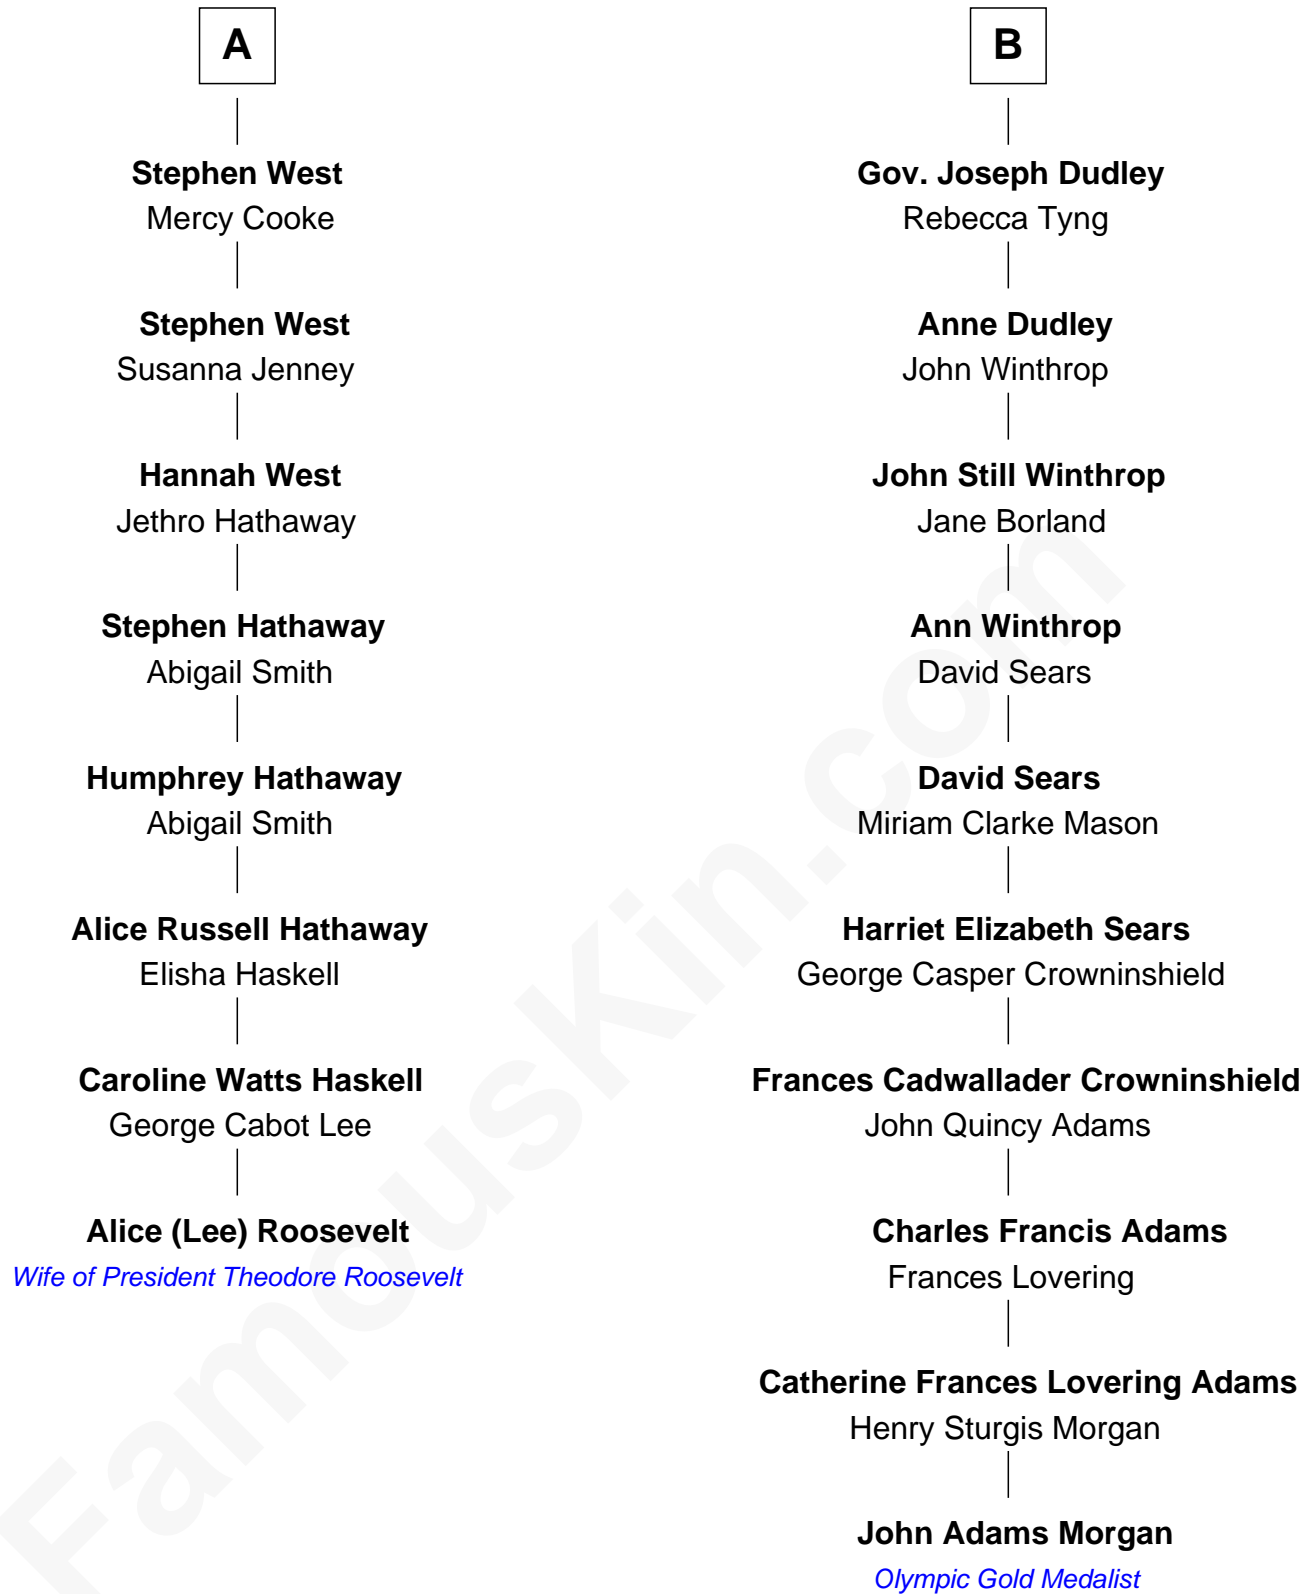 A
Stephen West
Mercy Cooke
Stephen West
Susanna Jenney
Hannah West
Jethro Hathaway
Stephen Hathaway
Abigail Smith
Humphrey Hathaway
Abigail Smith
Alice Russell Hathaway
Elisha Haskell
Caroline Watts Haskell
George Cabot Lee
Alice (Lee) Roosevelt
Wife of President Theodore Roosevelt
B
Gov. Joseph Dudley
Rebecca Tyng
Anne Dudley
John Winthrop
John Still Winthrop
Jane Borland
Ann Winthrop
David Sears
David Sears
Miriam Clarke Mason
Harriet Elizabeth Sears
George Casper Crowninshield
Frances Cadwallader Crowninshield
John Quincy Adams
Charles Francis Adams
Frances Lovering
Catherine Frances Lovering Adams
Henry Sturgis Morgan
John Adams Morgan
Olympic Gold Medalist
FamousKin.com